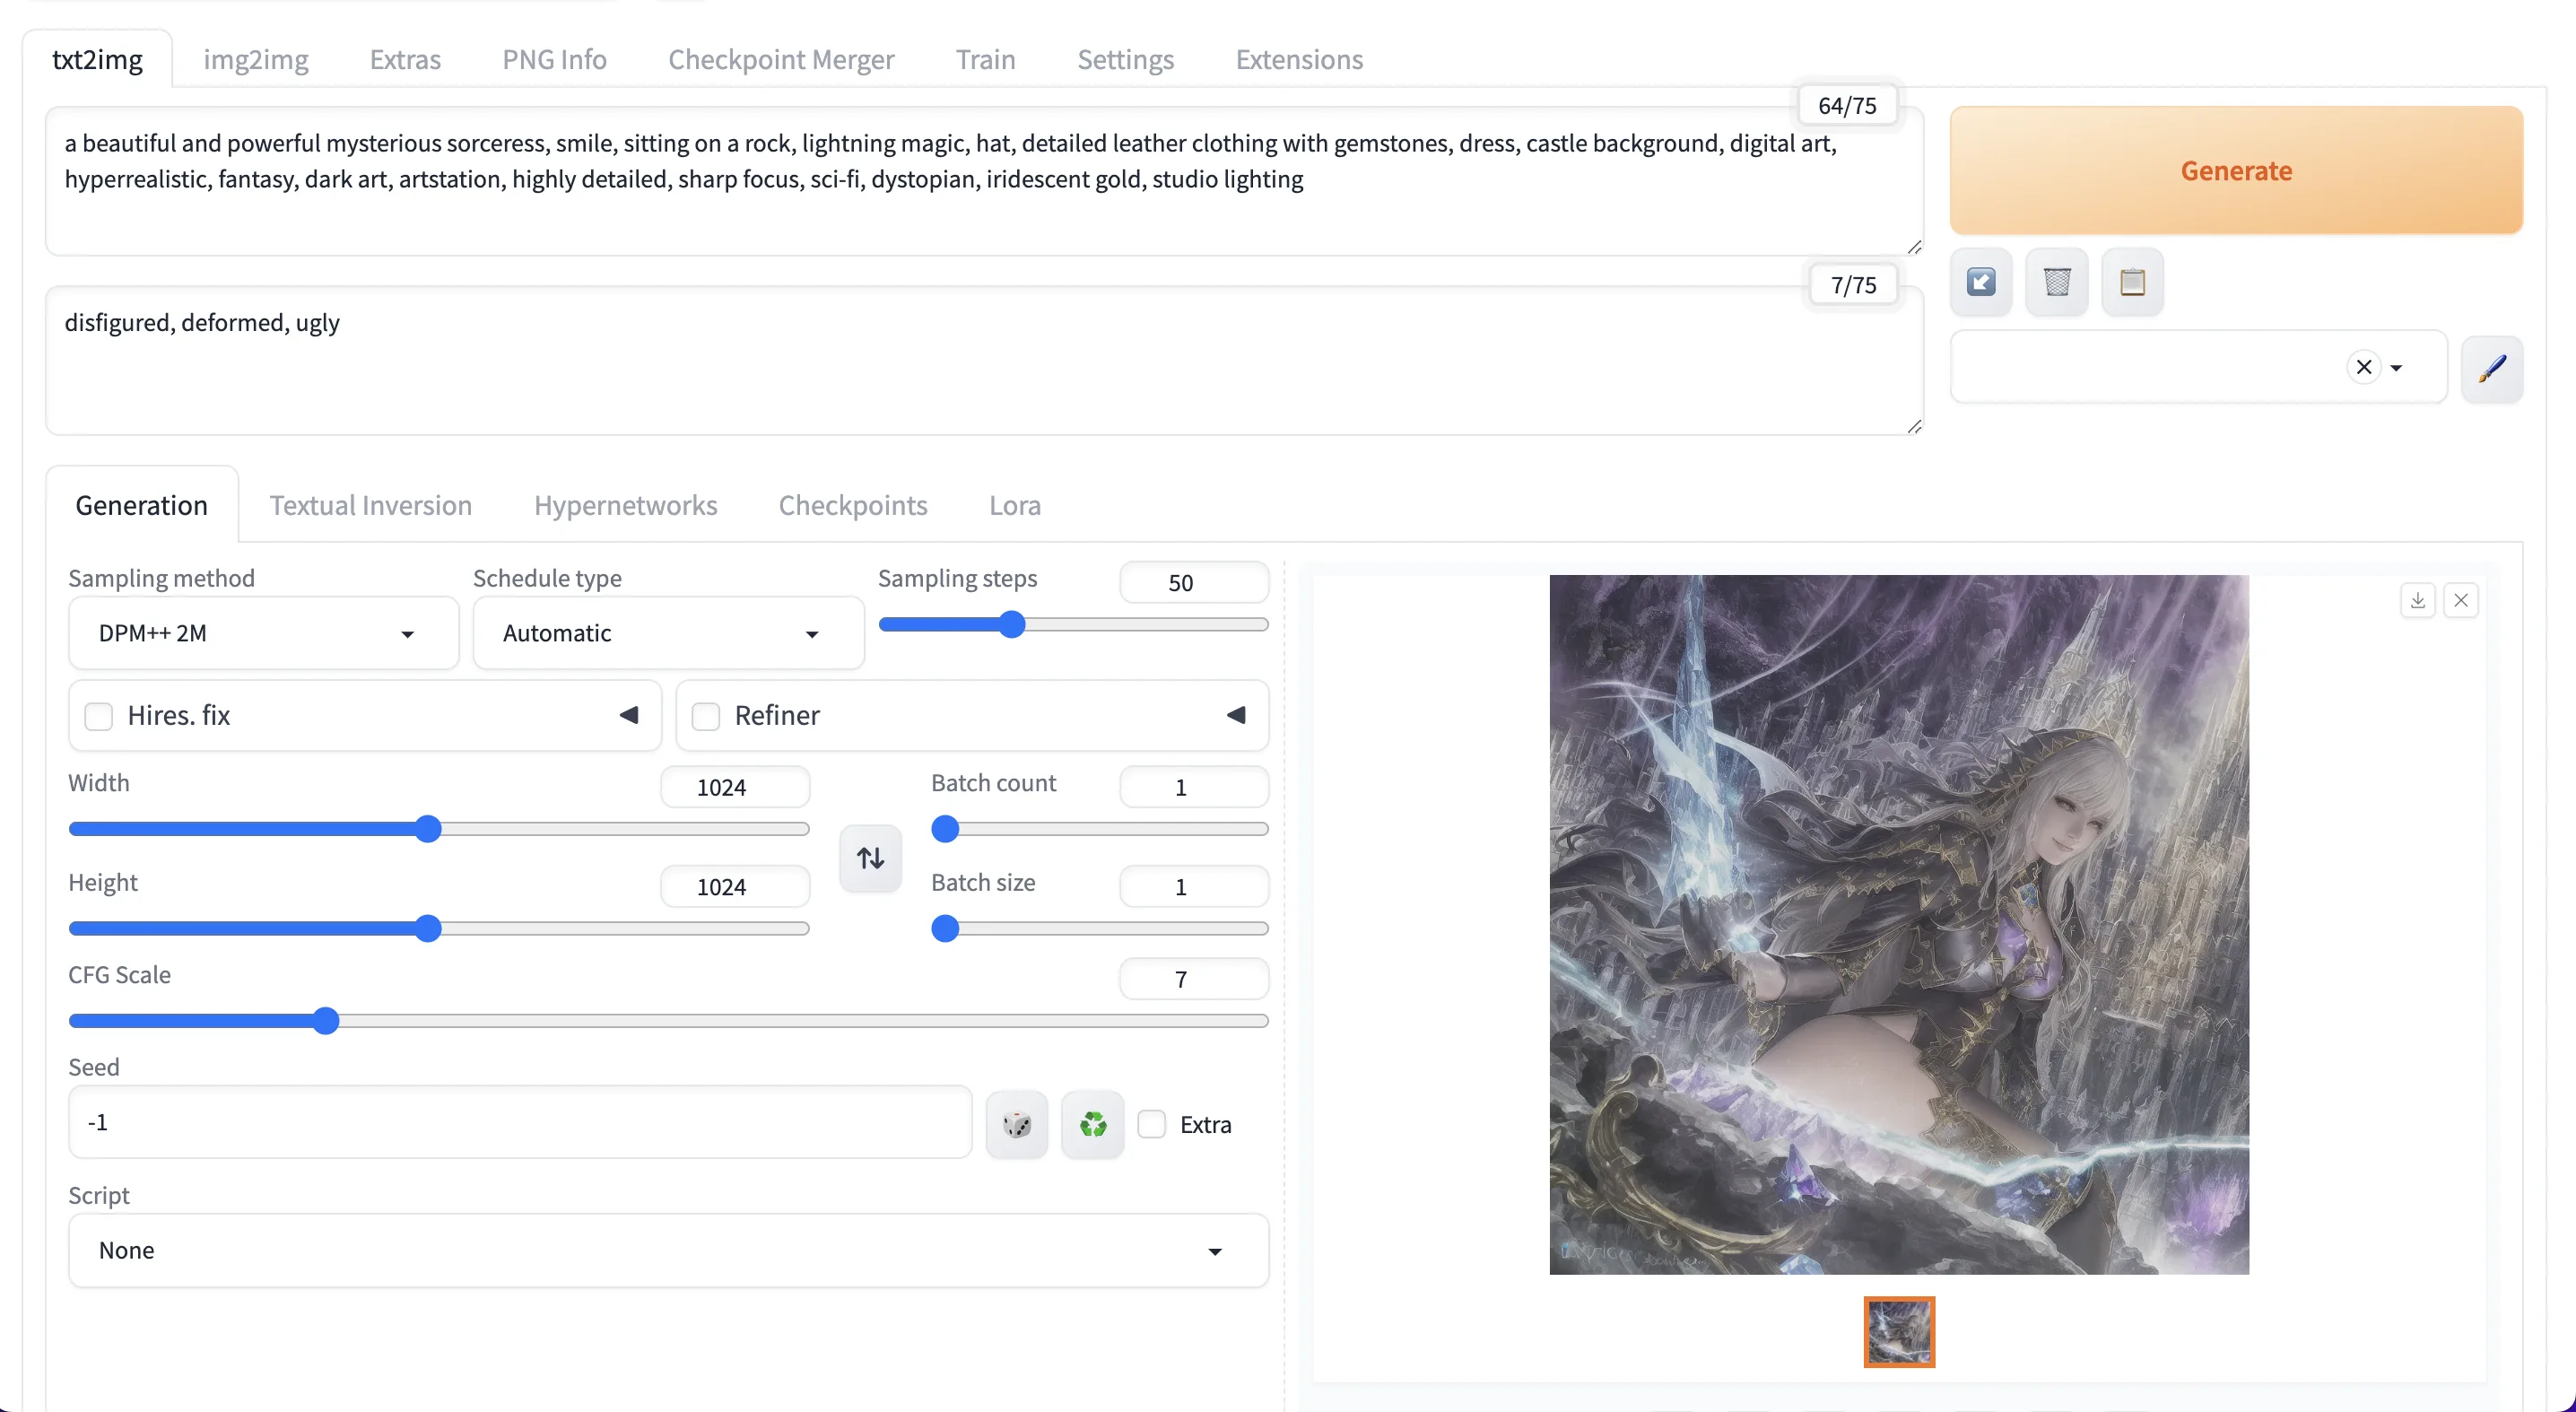 txt2img img2img Extras PNG Info Checkpoint Merger Train Settings Extensions
64/75
a beautiful and powerful mysterious sorceress, smile, sitting on a rock, lightning magic, hat, detailed leather clothing with gemstones, dress, castle background, digital art,
hyperrealistic, fantasy, dark art, artstation, highly detailed, sharp focus, sci-fi, dystopian, iridescent gold, studio lighting
Generate
7/75
disfigured, deformed, ugly
Generation Textual Inversion Hypernetworks Checkpoints Lora
Sampling method Schedule type Sampling steps 50
DPM++ 2M Automatic
Hires. fix Refiner
Width 1024 Batch count 1
Height 1024 Batch size 1
CFG Scale 7
Seed
-1
Extra
Script
None